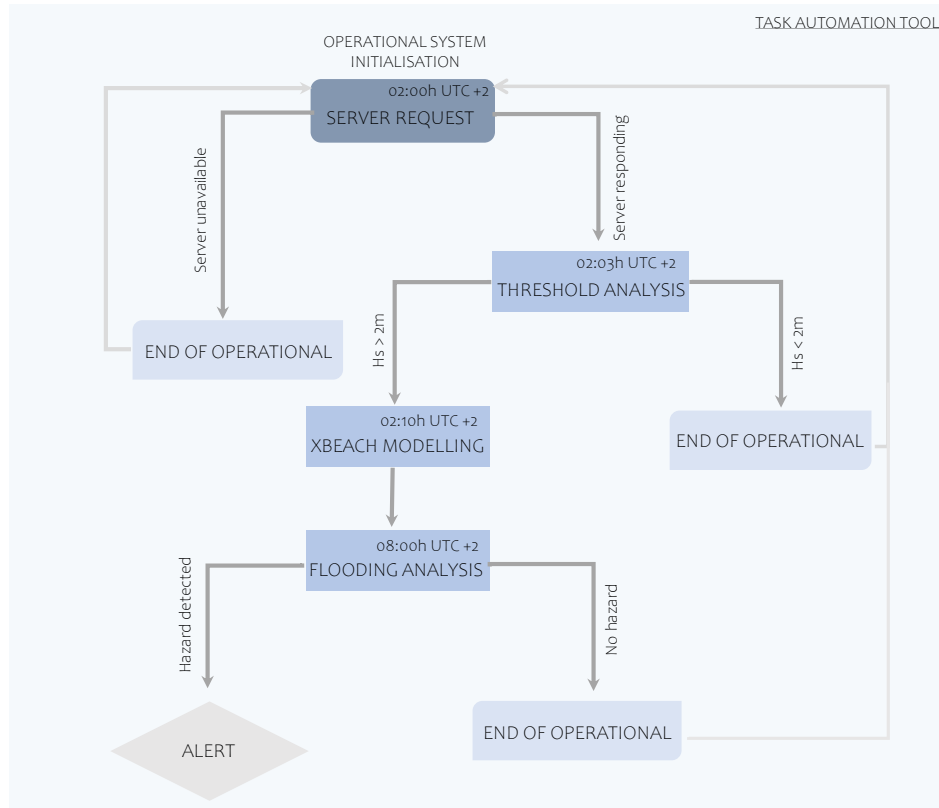 TASK AUTOMATION TOOL
OPERATIONAL SYSTEM
INITIALISATION
02:00h UTC +2
SERVER REQUEST
Server unavailable
Server responding
02:03h UTC +2
THRESHOLD ANALYSIS
END OF OPERATIONAL
Hs > 2m
Hs < 2m
02:10h UTC +2
XBEACH MODELLING
END OF OPERATIONAL
08:00h UTC +2
FLOODING ANALYSIS
Hazard detected
No hazard
ALERT
END OF OPERATIONAL